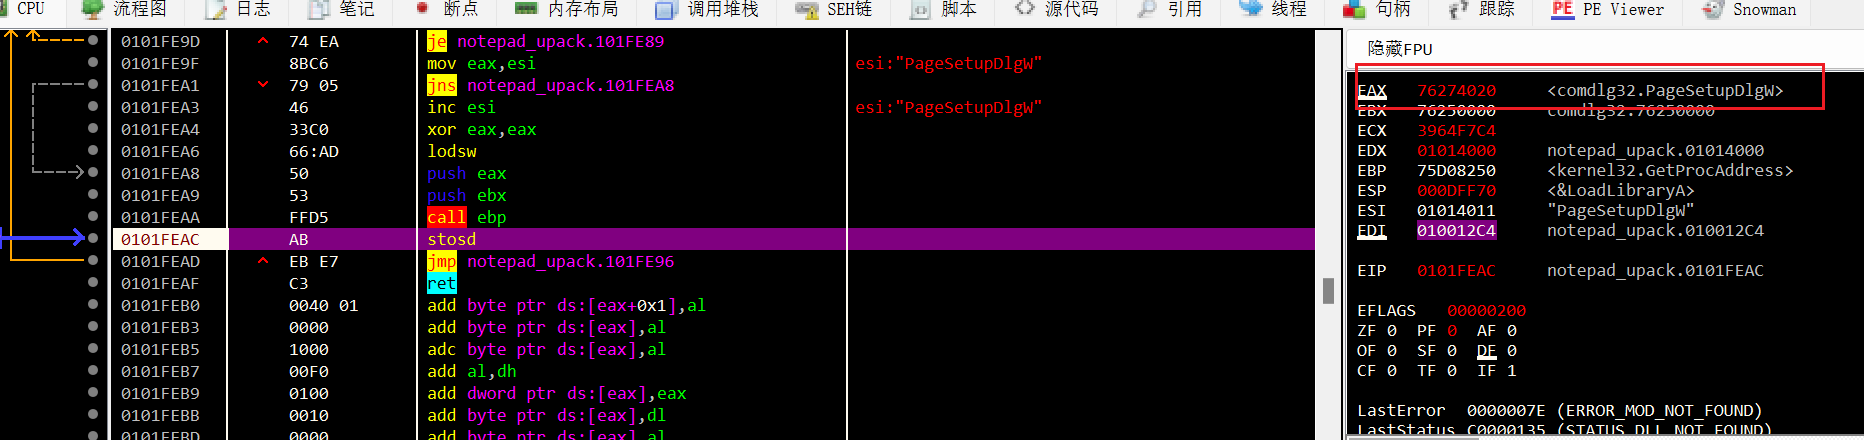 CPU 流程图 日志 笔记 断点 内存布局 调用堆栈 SEH链 脚本 源代码 引用 线程 句柄 跟踪 PE PE Viewer Snowman
隐藏FPU
0101FE9D 74 EA je notepad_upack.101FE89
0101FE9F 8BC6 mov eax,esi esi:"PageSetupDlgW"
0101FEA1 79 05 jns notepad_upack.101FEA8
0101FEA3 46 inc esi esi:"PageSetupDlgW"
0101FEA4 33C0 xor eax,eax
0101FEA6 66:AD lodsw
0101FEA8 50 push eax
0101FEA9 53 push ebx
0101FEAA FFD5 call ebp
0101FEAC AB stosd
0101FEAD EB E7 jmp notepad_upack.101FE96
0101FEAF C3 ret
0101FEB0 0040 01 add byte ptr ds:[eax+0x1],al
0101FEB3 0000 add byte ptr ds:[eax],al
0101FEB5 1000 adc byte ptr ds:[eax],al
0101FEB7 00F0 add al,dh
0101FEB9 0100 add dword ptr ds:[eax],eax
0101FEBB 0010 add byte ptr ds:[eax],dl
0101FEBD 0000 add byte ptr ds:[eax],al
EAX 76274020 <comdlg32.PageSetupDlgW>
EBX 76250000 comdlg32.76250000
ECX 3964F7C4
EDX 01014000 notepad_upack.01014000
EBP 75D08250 <kernel32.GetProcAddress>
ESP 000DFF70 <&LoadLibraryA>
ESI 01014011 "PageSetupDlgW"
EDI 010012C4 notepad_upack.010012C4
EIP 0101FEAC notepad_upack.0101FEAC
EFLAGS 00000200
ZF 0 PF 0 AF 0
OF 0 SF 0 DF 0
CF 0 TF 0 IF 1
LastError 0000007E (ERROR_MOD_NOT_FOUND)
LastStatus C0000135 (STATUS_DLL_NOT_FOUND)